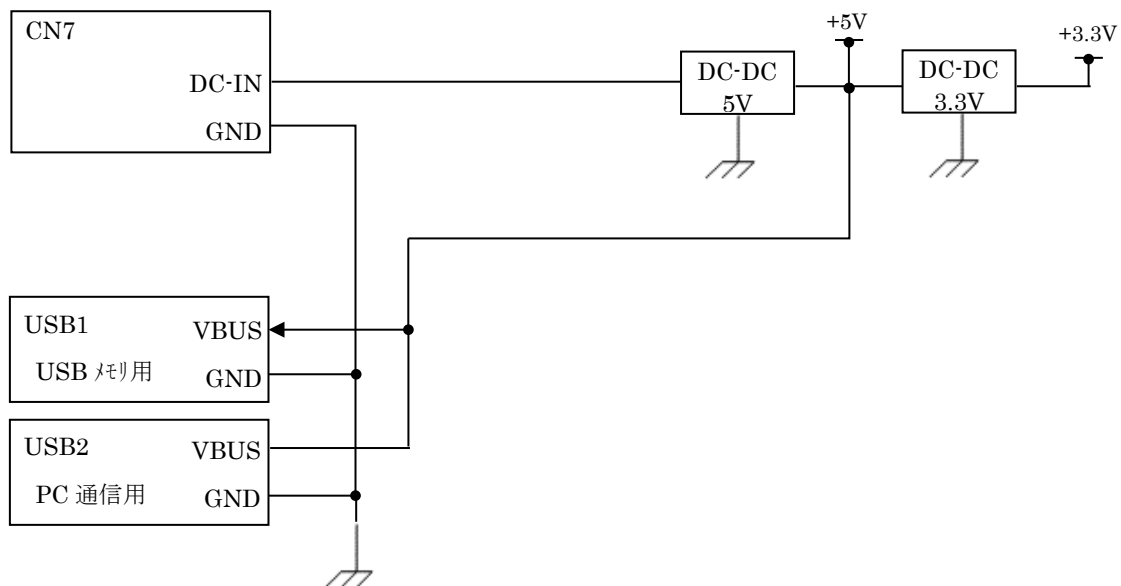 CN7
DC-IN
GND
DC-DC
5V
+5V
DC-DC
3.3V
+3.3V
USB1
VBUS
USB ﾒﾓﾘ用
GND
USB2
VBUS
PC 通信用
GND